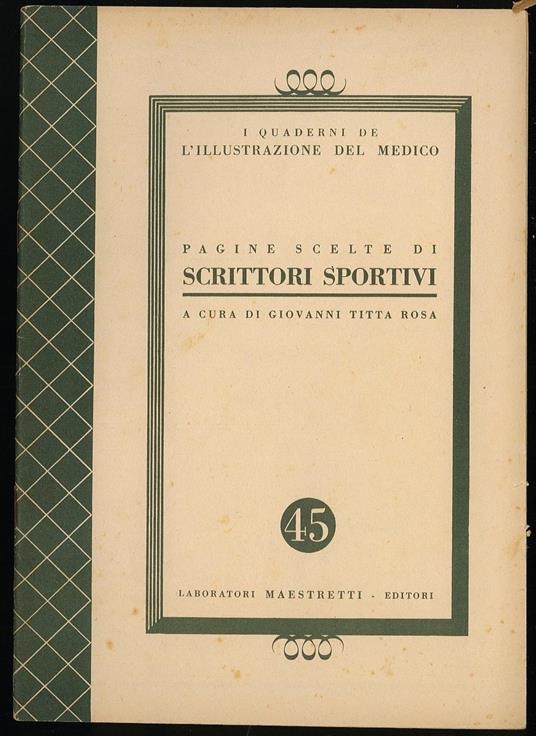 I QUADERNI DE
L'ILLUSTRAZIONE DEL MEDICO
PAGINE SCELTE DI
SCRITTORI SPORTIVI
A CURA DI GIOVANNI TITTA ROSA
45
LABORATORI MAESTRETTI - EDITORI